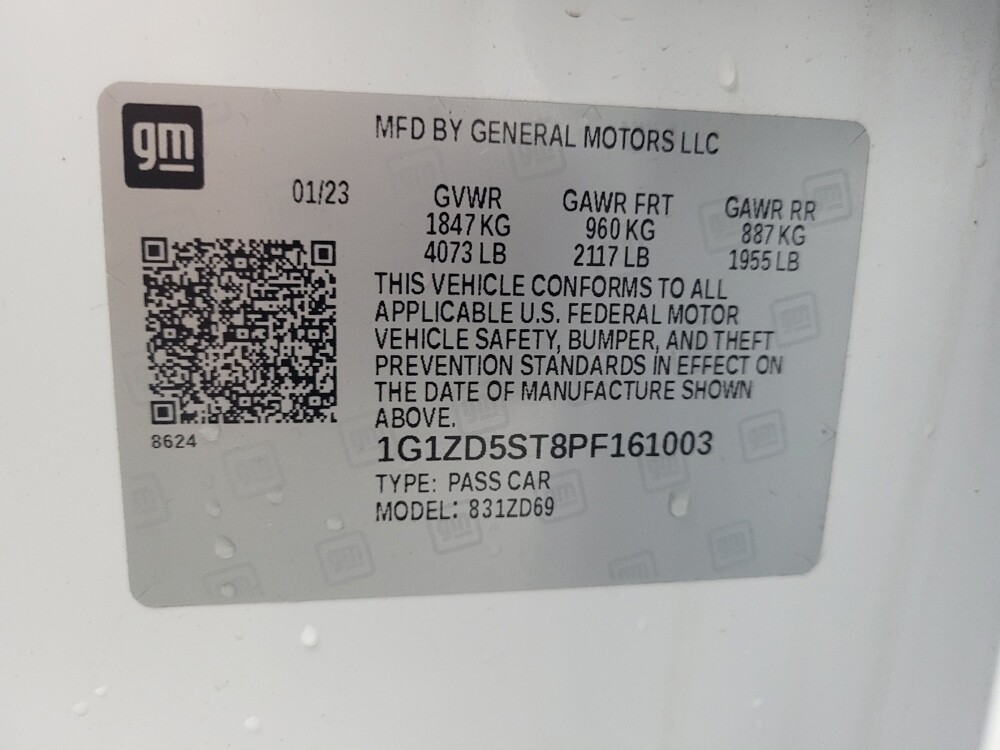 gm
MFD BY GENERAL MOTORS LLC
01/23 GVWR GAWR FRT GAWR RR
1847 KG 960 KG 887 KG
4073 LB 2117 LB 1955 LB
THIS VEHICLE CONFORMS TO ALL
APPLICABLE U.S. FEDERAL MOTOR
VEHICLE SAFETY, BUMPER, AND THEFT
PREVENTION STANDARDS IN EFFECT ON
THE DATE OF MANUFACTURE SHOWN
ABOVE.
8624
1G1ZD5ST8PF161003
TYPE: PASS CAR
MODEL: 831ZD69